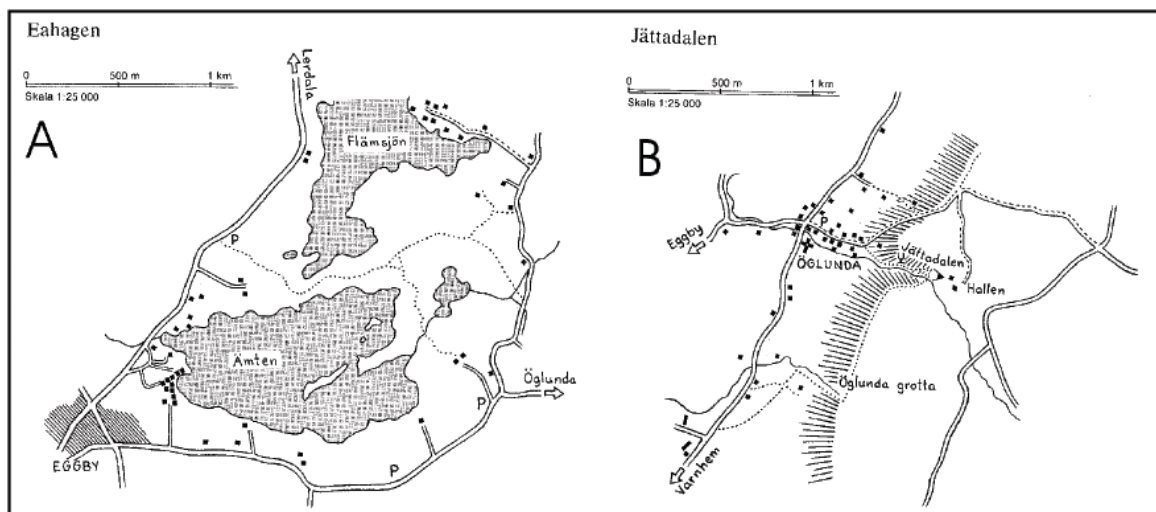 Eahagen
0 500 m 1 km
Skala 1:25 000
A
Lerdala
Flämsjön
P
Ämten
Öglunda
P
P
EGGBY
Jättadalen
0 500 m 1 km
Skala 1:25 000
B
P
Eggby
ÖGLUNDA
Jättadalen
Hallen
Öglunda grotta
Varnhem